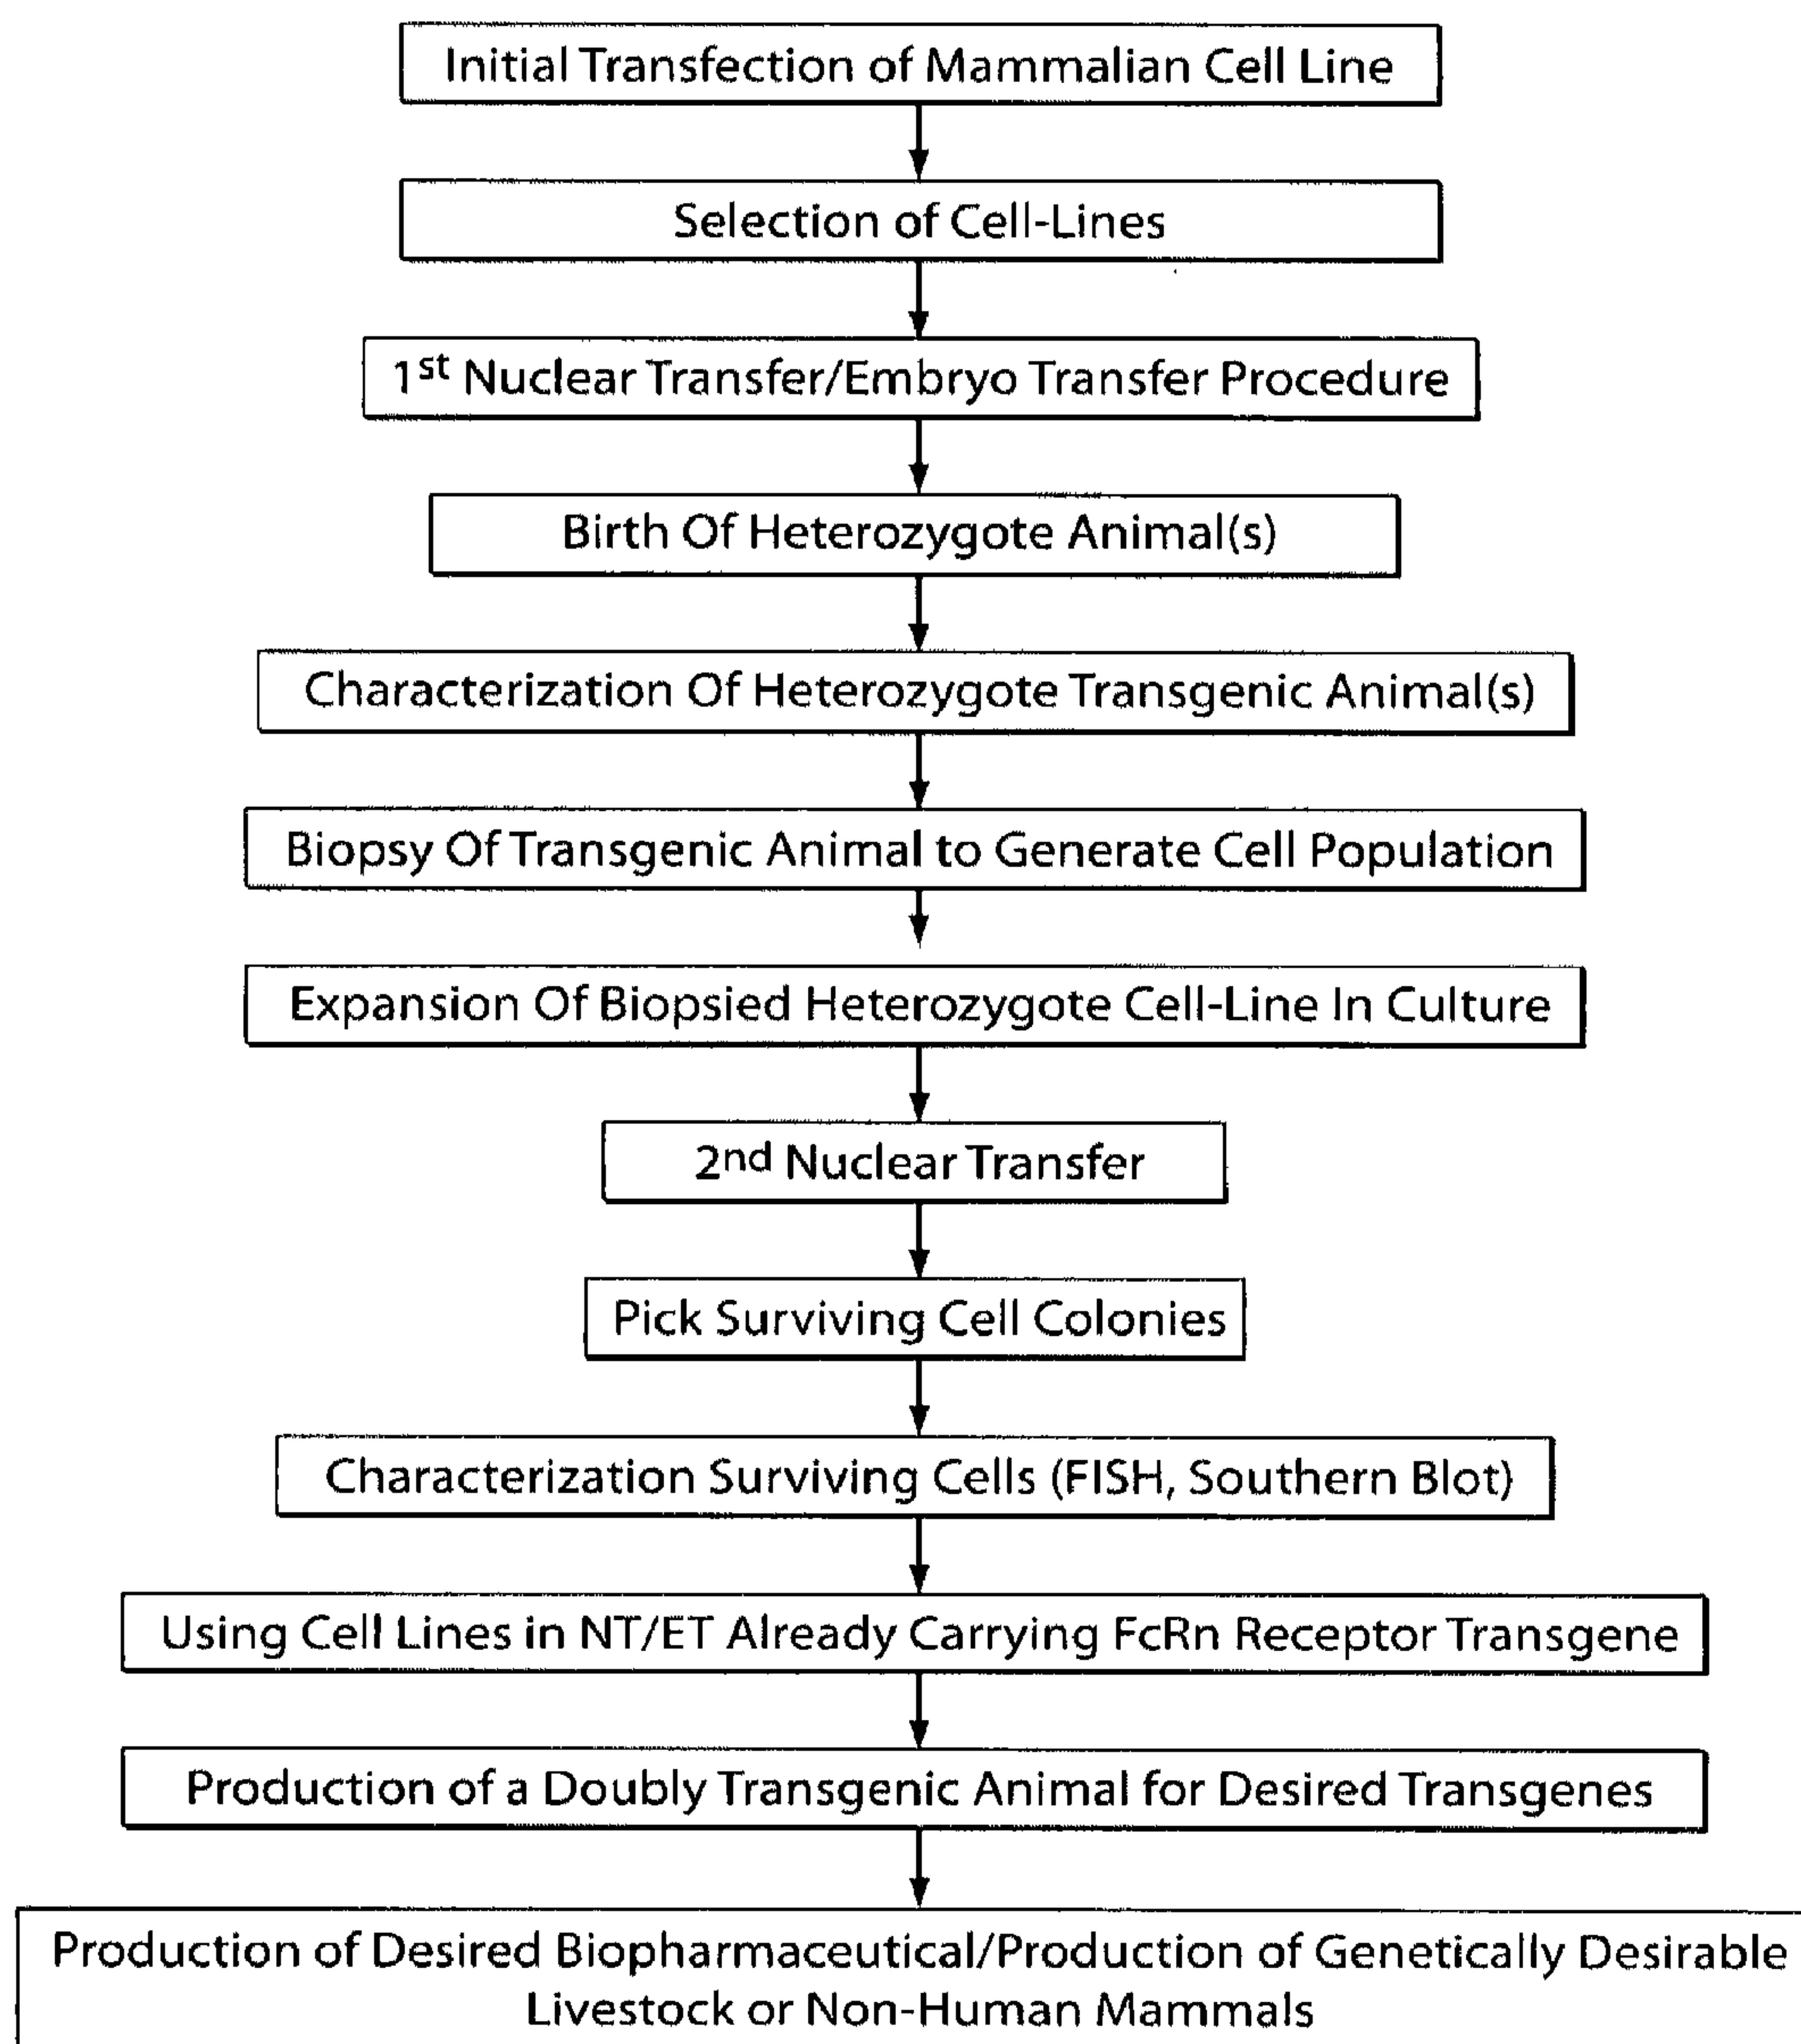 Initial Transfection of Mammalian Cell Line
Selection of Cell-Lines
1st Nuclear Transfer/Embryo Transfer Procedure
Birth Of Heterozygote Animal(s)
Characterization Of Heterozygote Transgenic Animal(s)
Biopsy Of Transgenic Animal to Generate Cell Population
Expansion Of Biopsied Heterozygote Cell-Line In Culture
2nd Nuclear Transfer
Pick Surviving Cell Colonies
Characterization Surviving Cells (FISH, Southern Blot)
Using Cell Lines in NT/ET Already Carrying FcRn Receptor Transgene
Production of a Doubly Transgenic Animal for Desired Transgenes
Production of Desired Biopharmaceutical/Production of Genetically Desirable
Livestock or Non-Human Mammals